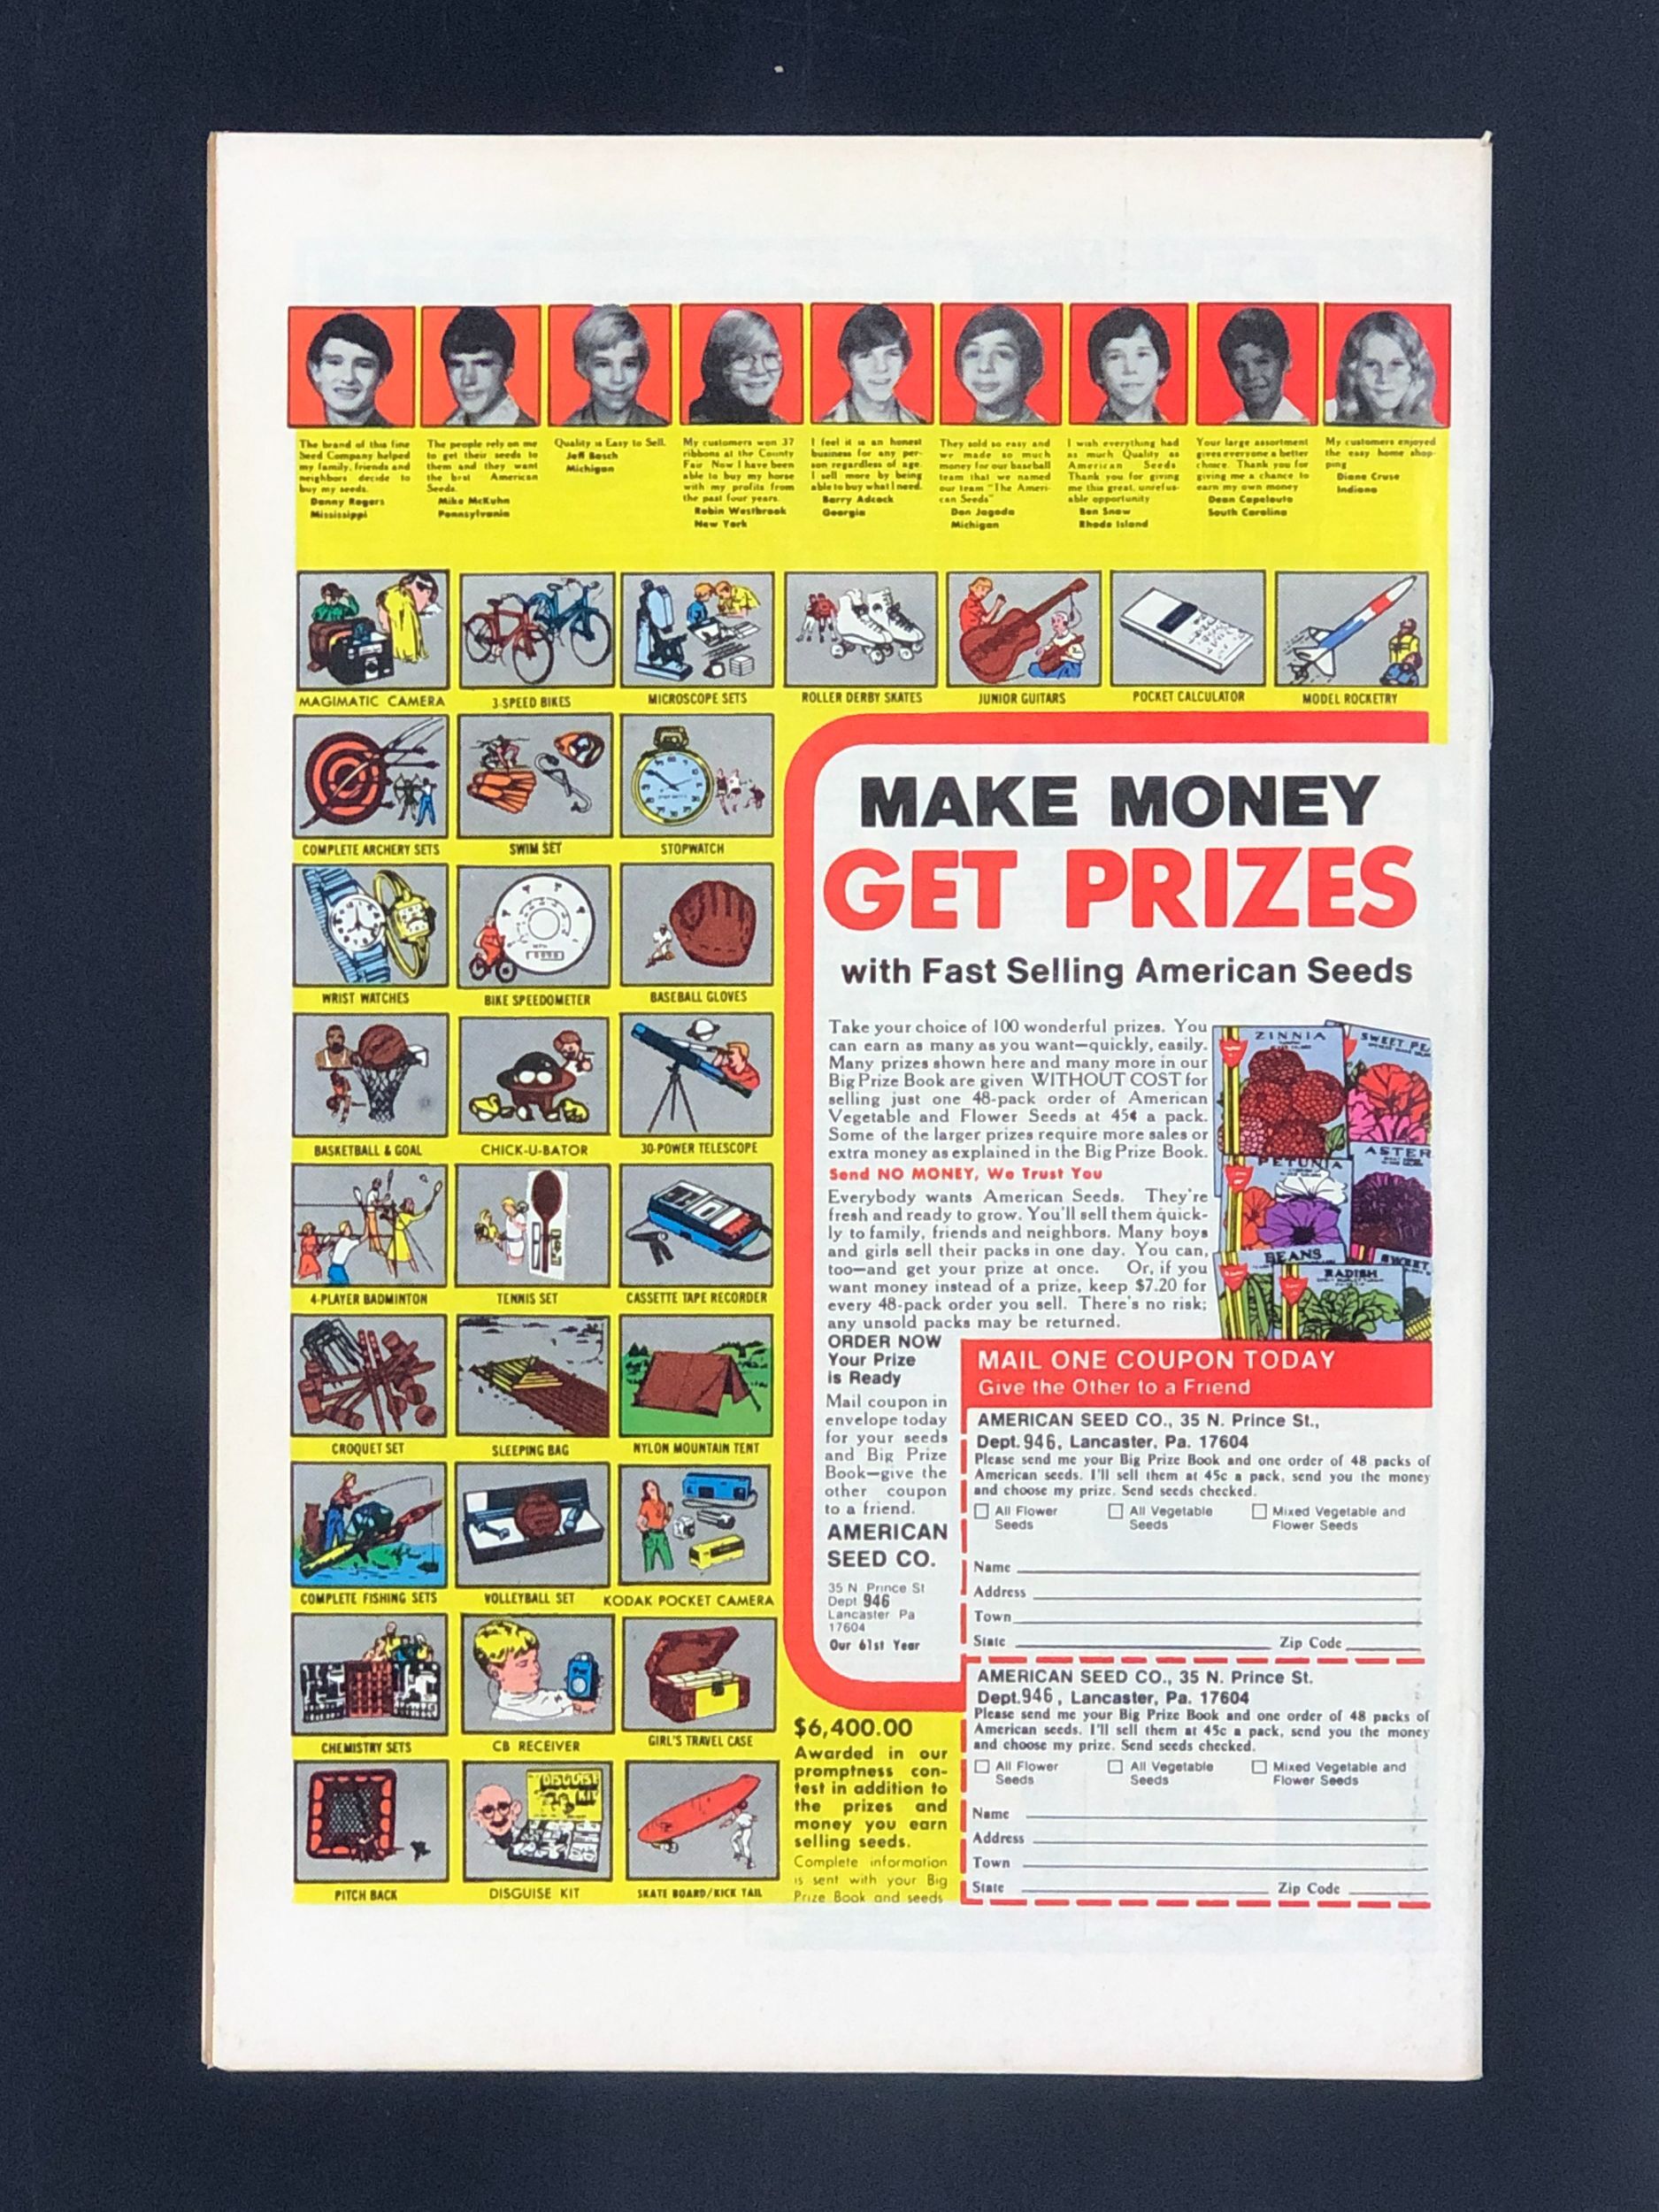 The brand of this fine
Seed Company helped
my family, friends and
neighbors decide to
buy my seeds.
Danny Rogers
Mississippi
The people rely on me
to get their seeds to
them and they want
the best American
Seeds.
Mike McKuhn
Pennsylvania
Quality is Easy to Sell.
Jeff Bosch
Michigan
My customers won 37
ribbons at the County
Fair Now I have been
able to buy my horse
with my profits from
the past four years.
Robin Westbrook
New York
I feel it is an honest
business for any per-
son regardless of age.
I sell more by being
able to buy what I need.
Barry Adcock
Georgia
They sold so easy and
we made so much
money for our baseball
team that we named
our team "The Ameri-
can Seeds"
Don Jagoda
Michigan
I wish everything had
as much Quality as
American Seeds
Thank you for giving
me this great, unrefus-
able opportunity
Ben Snow
Rhode Island
Your large assortment
gives everyone a better
choice. Thank you for
giving me a chance to
earn my own money
Dean Capelouto
South Carolina
My customers enjoyed
the easy home shop-
ping
Diane Cruse
Indiana
MAGIMATIC CAMERA
3-SPEED BIKES
MICROSCOPE SETS
ROLLER DERBY SKATES
JUNIOR GUITARS
POCKET CALCULATOR
MODEL ROCKETRY
COMPLETE ARCHERY SETS
SWIM SET
STOPWATCH
WRIST WATCHES
BIKE SPEEDOMETER
BASEBALL GLOVES
BASKETBALL & GOAL
CHICK-U-BATOR
30-POWER TELESCOPE
4-PLAYER BADMINTON
TENNIS SET
CASSETTE TAPE RECORDER
CROQUET SET
SLEEPING BAG
NYLON MOUNTAIN TENT
COMPLETE FISHING SETS
VOLLEYBALL SET
KODAK POCKET CAMERA
CHEMISTRY SETS
CB RECEIVER
GIRL'S TRAVEL CASE
PITCH BACK
DISGUISE KIT
SKATE BOARD/KICK TAIL
MAKE MONEY
GET PRIZES
with Fast Selling American Seeds
Take your choice of 100 wonderful prizes. You
can earn as many as you want—quickly, easily.
Many prizes shown here and many more in our
Big Prize Book are given WITHOUT COST for
selling just one 48-pack order of American
Vegetable and Flower Seeds at 45¢ a pack.
Some of the larger prizes require more sales or
extra money as explained in the Big Prize Book.
Send NO MONEY, We Trust You
Everybody wants American Seeds. They're
fresh and ready to grow. You'll sell them quick-
ly to family, friends and neighbors. Many boys
and girls sell their packs in one day. You can,
too—and get your prize at once. Or, if you
want money instead of a prize, keep $7.20 for
every 48-pack order you sell. There's no risk;
any unsold packs may be returned.
ZINNIA
SWEET PE
ASTER
PETUNIA
BEANS
SWEET
RADISH
ORDER NOW
Your Prize
is Ready
Mail coupon in
envelope today
for your seeds
and Big Prize
Book—give the
other coupon
to a friend.
AMERICAN
SEED CO.
35 N Prince St
Dept 946
Lancaster Pa
17604
Our 61st Year
$6,400.00
Awarded in our
promptness con-
test in addition to
the prizes and
money you earn
selling seeds.
Complete information
is sent with your Big
Prize Book and seeds
MAIL ONE COUPON TODAY
Give the Other to a Friend
AMERICAN SEED CO., 35 N. Prince St.,
Dept. 946, Lancaster, Pa. 17604
Please send me your Big Prize Book and one order of 48 packs of
American seeds. I'll sell them at 45c a pack, send you the money
and choose my prize. Send seeds checked.
All Flower Seeds
All Vegetable Seeds
Mixed Vegetable and Flower Seeds
Name
Address
Town
State Zip Code
AMERICAN SEED CO., 35 N. Prince St.
Dept. 946, Lancaster, Pa. 17604
Please send me your Big Prize Book and one order of 48 packs of
American seeds. I'll sell them at 45c a pack, send you the money
and choose my prize. Send seeds checked.
All Flower Seeds
All Vegetable Seeds
Mixed Vegetable and Flower Seeds
Name
Address
Town
State Zip Code